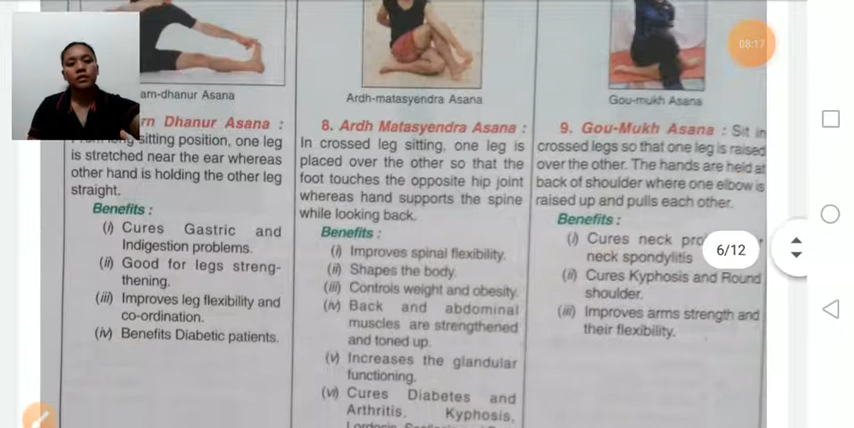 08:17
arn-dhanur Asana
rn Dhanur Asana :
sitting position, one leg
is stretched near the ear whereas
other hand is holding the other leg
straight.
Benefits :
(i) Cures Gastric and
Indigestion problems.
(ii) Good for legs streng-
thening.
(iii) Improves leg flexibility and
co-ordination.
(iv) Benefits Diabetic patients.
Ardh-matasyendra Asana
8. Ardh Matasyendra Asana :
In crossed leg sitting, one leg is
placed over the other so that the
foot touches the opposite hip joint
whereas hand supports the spine
while looking back.
Benefits :
(i) Improves spinal flexibility.
(ii) Shapes the body.
(iii) Controls weight and obesity.
(iv) Back and abdominal
muscles are strengthened
and toned up.
(v) Increases the glandular
functioning.
(vi) Cures Diabetes and
Arthritis, Kyphosis,
Gou-mukh Asana
9. Gou-Mukh Asana : Sit in
crossed legs so that one leg is raised
over the other. The hands are held at
back of shoulder where one elbow is
raised up and pulls each other.
Benefits :
(i) Cures neck
neck spondylitis
(ii) Cures Kyphosis and Round
shoulder.
(iii) Improves arms strength and
their flexibility.
6/12